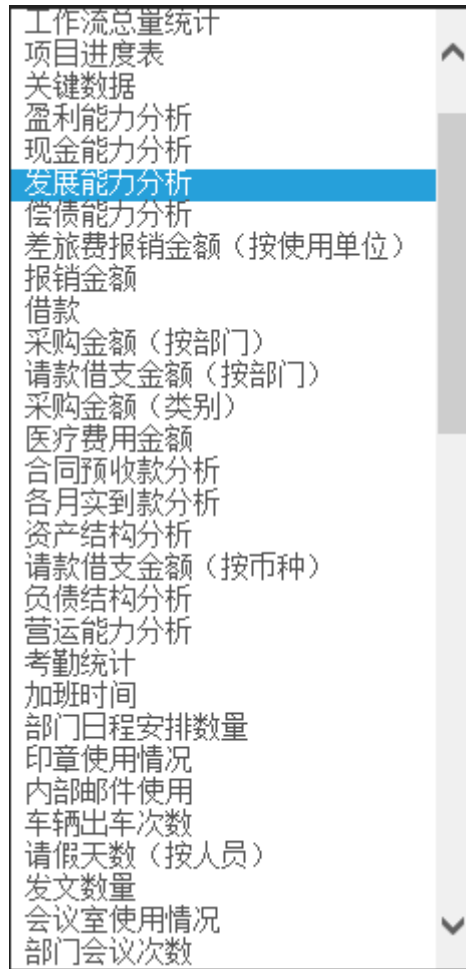 工作流总量统计
项目进度表
关键数据
盈利能力分析
现金能力分析
发展能力分析
偿债能力分析
差旅费报销金额（按使用单位）
报销金额
借款
采购金额（按部门）
请款借支金额（按部门）
采购金额（类别）
医疗费用金额
合同预收款分析
各月实到款分析
资产结构分析
请款借支金额（按币种）
负债结构分析
营运能力分析
考勤统计
加班时间
部门日程安排数量
印章使用情况
内部邮件使用
车辆出车次数
请假天数（按人员）
发文数量
会议室使用情况
部门会议次数